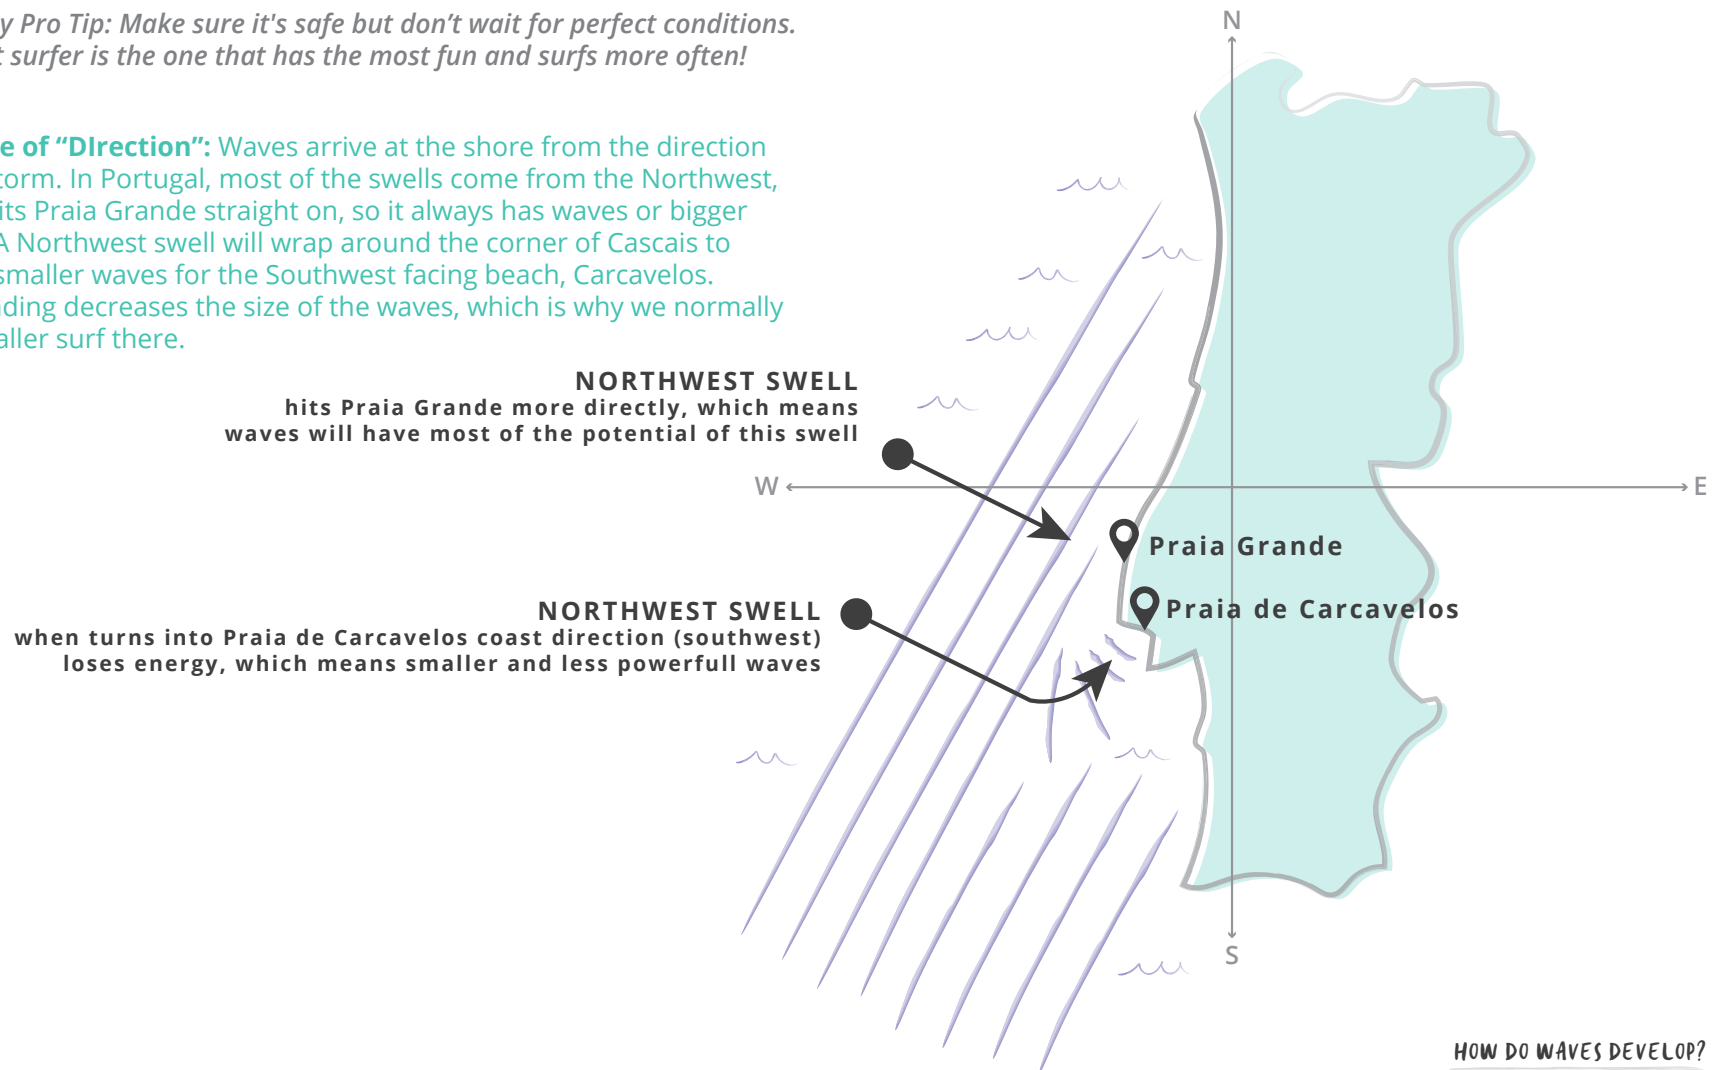 y Pro Tip: Make sure it's safe but don’t wait for perfect conditions.
t surfer is the one that has the most fun and surfs more often!
e of “DIrection”: Waves arrive at the shore from the direction
torm. In Portugal, most of the swells come from the Northwest,
its Praia Grande straight on, so it always has waves or bigger
A Northwest swell will wrap around the corner of Cascais to
smaller waves for the Southwest facing beach, Carcavelos.
ding decreases the size of the waves, which is why we normally
aller surf there.
N
NORTHWEST SWELL
hits Praia Grande more directly, which means
waves will have most of the potential of this swell
W
E
Praia Grande
Praia de Carcavelos
NORTHWEST SWELL
when turns into Praia de Carcavelos coast direction (southwest)
loses energy, which means smaller and less powerfull waves
S
HOW DO WAVES DEVELOP?